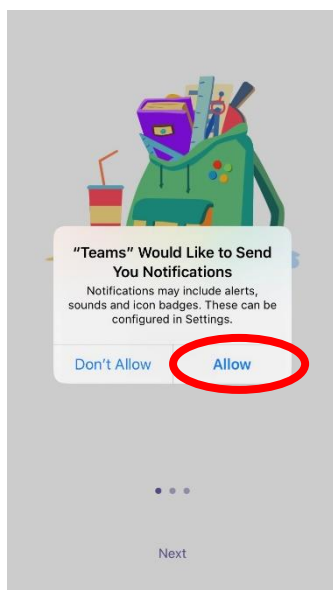 “Teams” Would Like to Send
You Notifications
Notifications may include alerts,
sounds and icon badges. These can be
configured in Settings.
Don’t Allow
Allow
Next